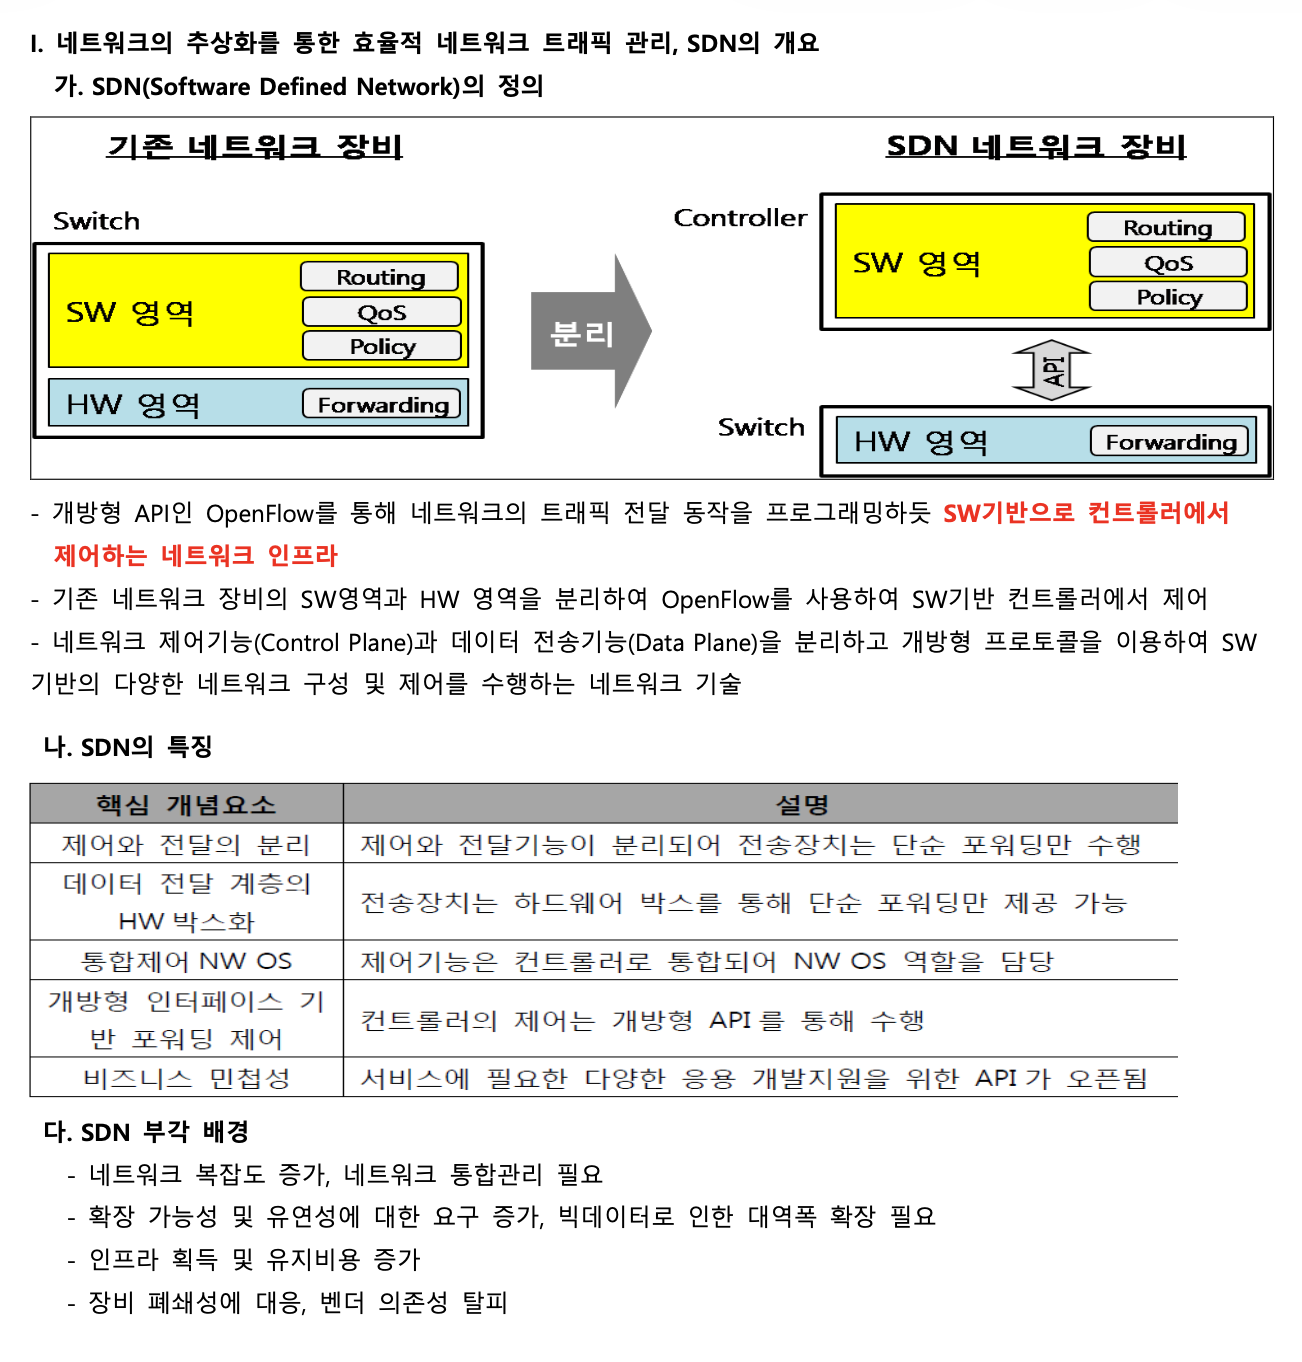 I. 네트워크의 추상화를 통한 효율적 네트워크 트래픽 관리, SDN의 개요
가. SDN(Software Defined Network)의 정의
기존 네트워크 장비
Switch
SW 영역
Routing
QoS
Policy
HW 영역
Forwarding
분리
SDN 네트워크 장비
Controller
SW 영역
Routing
QoS
Policy
API
Switch
HW 영역
Forwarding
- 개방형 API인 OpenFlow를 통해 네트워크의 트래픽 전달 동작을 프로그래밍하듯 SW기반으로 컨트롤러에서
제어하는 네트워크 인프라
- 기존 네트워크 장비의 SW영역과 HW 영역을 분리하여 OpenFlow를 사용하여 SW기반 컨트롤러에서 제어
- 네트워크 제어기능(Control Plane)과 데이터 전송기능(Data Plane)을 분리하고 개방형 프로토콜을 이용하여 SW
기반의 다양한 네트워크 구성 및 제어를 수행하는 네트워크 기술
나. SDN의 특징
핵심 개념요소 설명
제어와 전달의 분리 제어와 전달기능이 분리되어 전송장치는 단순 포워딩만 수행
데이터 전달 계층의
HW 박스화
전송장치는 하드웨어 박스를 통해 단순 포워딩만 제공 가능
통합제어 NW OS 제어기능은 컨트롤러로 통합되어 NW OS 역할을 담당
개방형 인터페이스 기
반 포워딩 제어
컨트롤러의 제어는 개방형 API 를 통해 수행
비즈니스 민첩성 서비스에 필요한 다양한 응용 개발지원을 위한 API 가 오픈됨
다. SDN 부각 배경
- 네트워크 복잡도 증가, 네트워크 통합관리 필요
- 확장 가능성 및 유연성에 대한 요구 증가, 빅데이터로 인한 대역폭 확장 필요
- 인프라 획득 및 유지비용 증가
- 장비 폐쇄성에 대응, 벤더 의존성 탈피